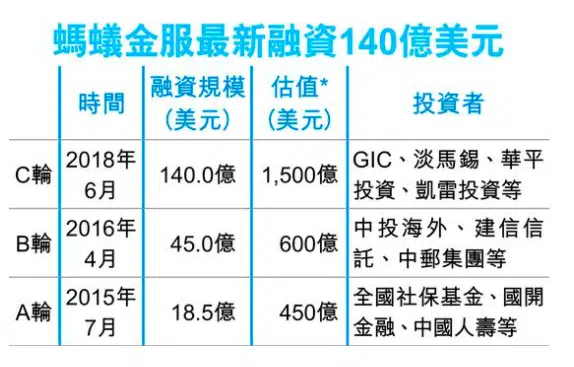 螞蟻金服最新融資140億美元
時間 融資規模(美元) 估值*(美元) 投資者
C輪 2018年6月 140.0億 1,500億 GIC、淡馬錫、華平投資、凱雷投資等
B輪 2016年4月 45.0億 600億 中投海外、建信信託、中郵集團等
A輪 2015年7月 18.5億 450億 全國社保基金、國開金融、中國人壽等